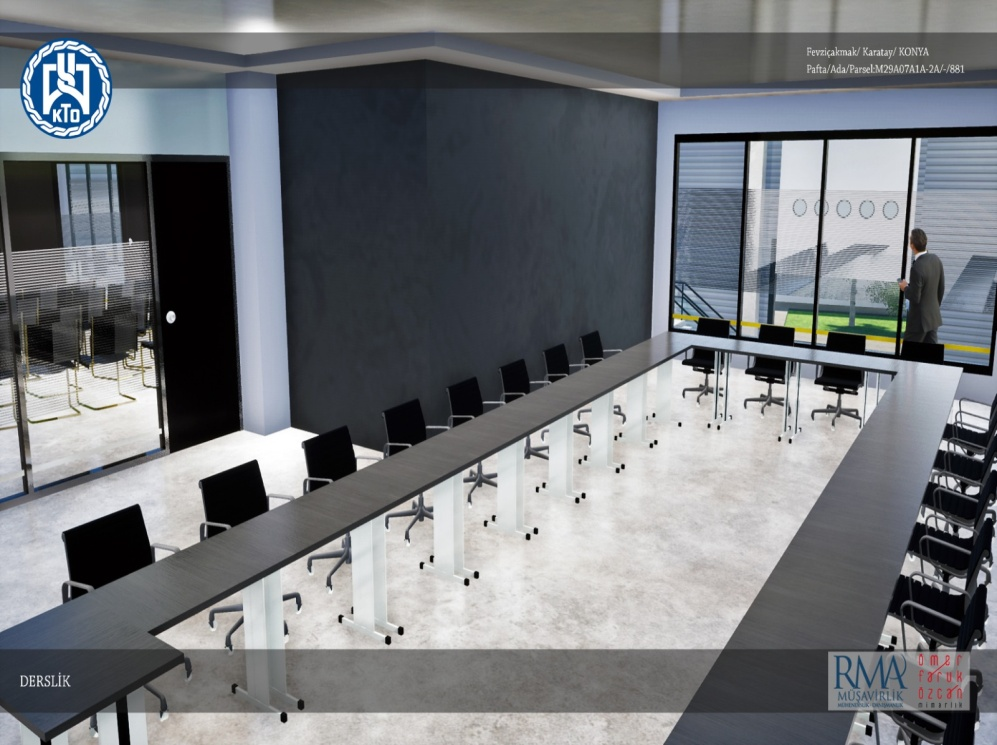 Fevziçakmak/ Karatay/ KONYA
Pafta/Ada/Parsel:M29A07A1A-2A/-/881
KTO
DERSLİK
RMA
MÜŞAVİRLİK
ömer
faruk
özcan
mimarlık